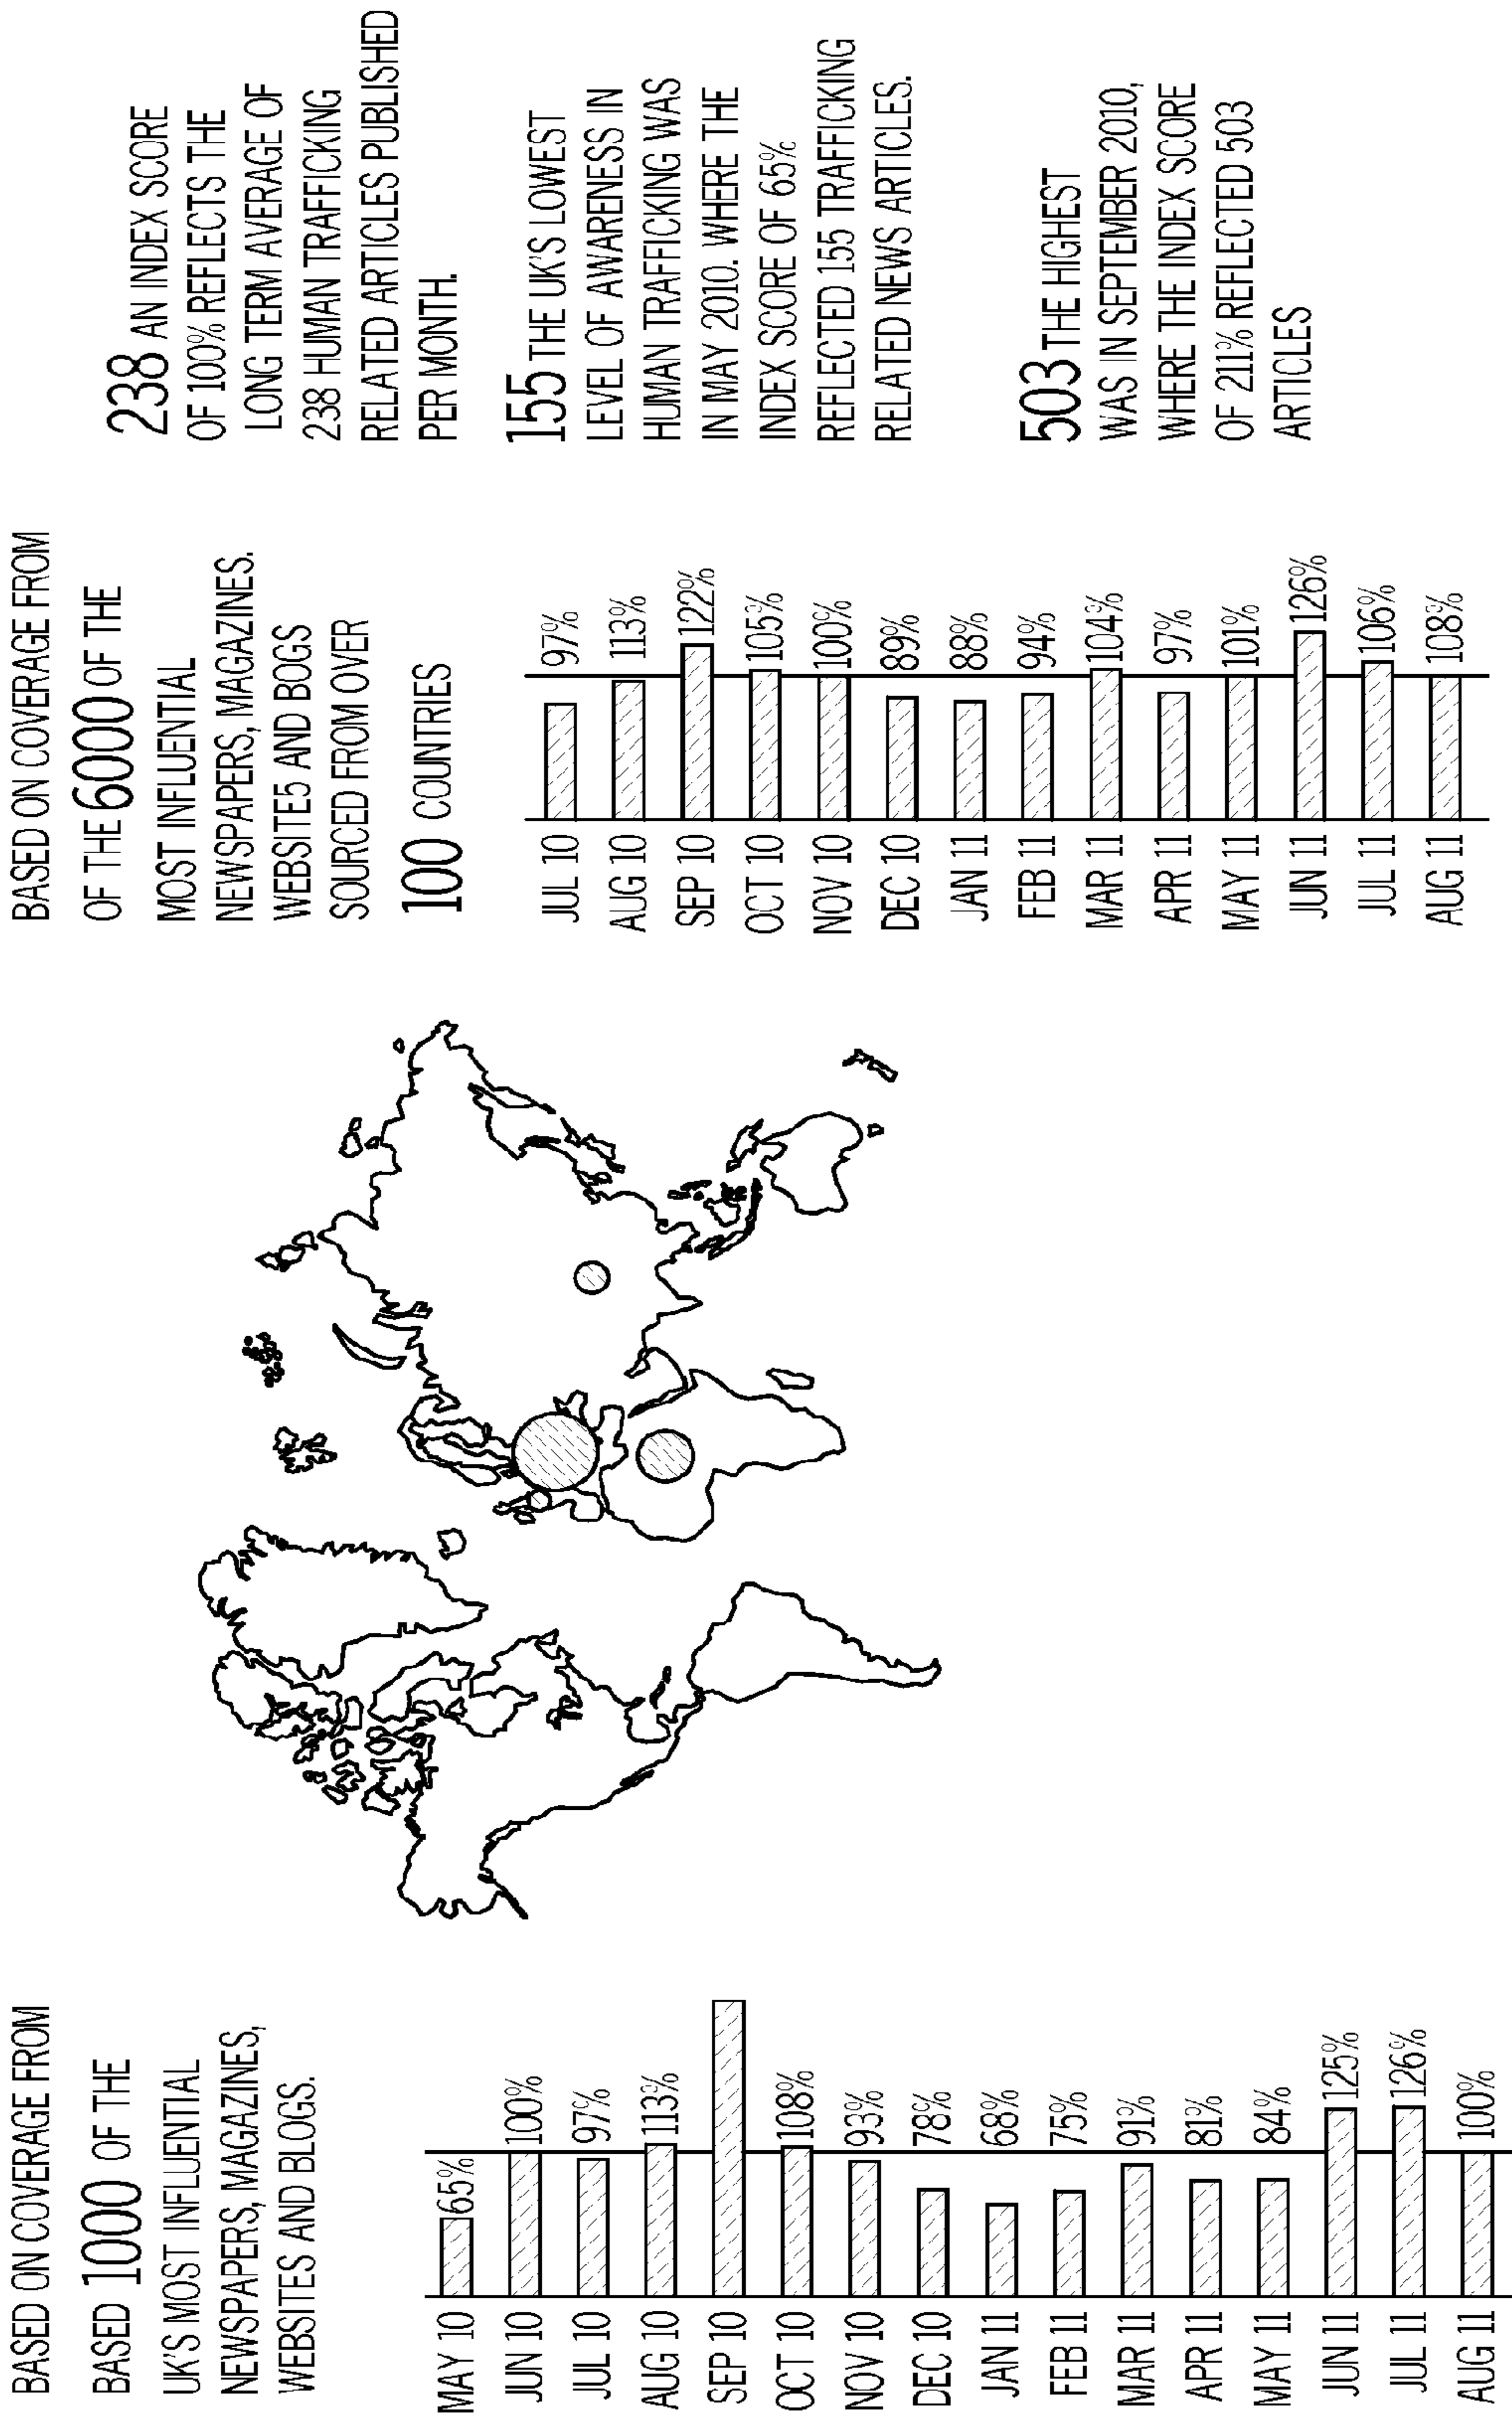 BASED ON COVERAGE FROM
BASED 1000 OF THE
UK'S MOST INFLUENTIAL
NEWSPAPERS, MAGAZINES,
WEBSITES AND BLOGS.
MAY 10 65%
JUN 10 100%
JUL 10 97%
AUG 10 113%
SEP 10
OCT 10 108%
NOV 10 93%
DEC 10 78%
JAN 11 68%
FEB 11 75%
MAR 11 91%
APR 11 81%
MAY 11 84%
JUN 11 125%
JUL 11 126%
AUG 11 100%
BASED ON COVERAGE FROM
OF THE 6000 OF THE
MOST INFLUENTIAL
NEWSPAPERS, MAGAZINES.
WEBSITE5 AND BOGS
SOURCED FROM OVER
100 COUNTRIES
JUL 10 97%
AUG 10 113%
SEP 10 122%
OCT 10 105%
NOV 10 100%
DEC 10 89%
JAN 11 88%
FEB 11 94%
MAR 11 104%
APR 11 97%
MAY 11 101%
JUN 11 126%
JUL 11 106%
AUG 11 108%
238 AN INDEX SCORE
OF 100% REFLECTS THE
LONG TERM AVERAGE OF
238 HUMAN TRAFFICKING
RELATED ARTICLES PUBLISHED
PER MONTH.
155 THE UK'S LOWEST
LEVEL OF AWARENESS IN
HUMAN TRAFFICKING WAS
IN MAY 2010. WHERE THE
INDEX SCORE OF 65%
REFLECTED 155 TRAFFICKING
RELATED NEWS ARTICLES.
503 THE HIGHEST
WAS IN SEPTEMBER 2010,
WHERE THE INDEX SCORE
OF 211% REFLECTED 503
ARTICLES